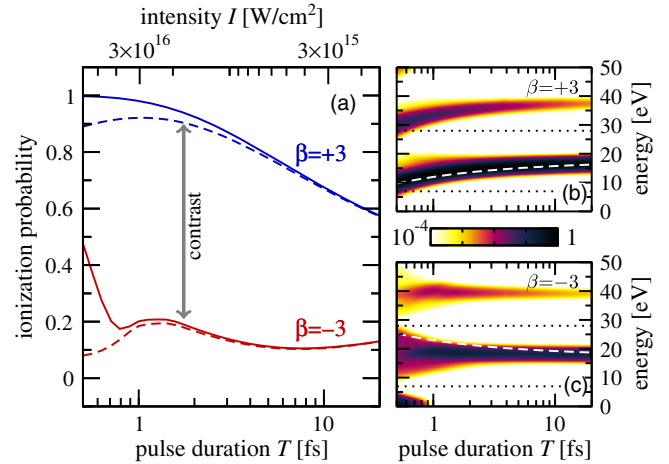 intensity I [W/cm²]
3×10¹⁶ 3×10¹⁵
(a)
1
0.8
0.6
0.4
0.2
0
ionization probability
β=+3
contrast
β=−3
1 10
pulse duration T [fs]
β=+3
50
40
30
20
10
0
energy [eV]
(b)
10⁻⁴ 1
β=−3
50
40
30
20
10
0
energy [eV]
(c)
1 10
pulse duration T [fs]